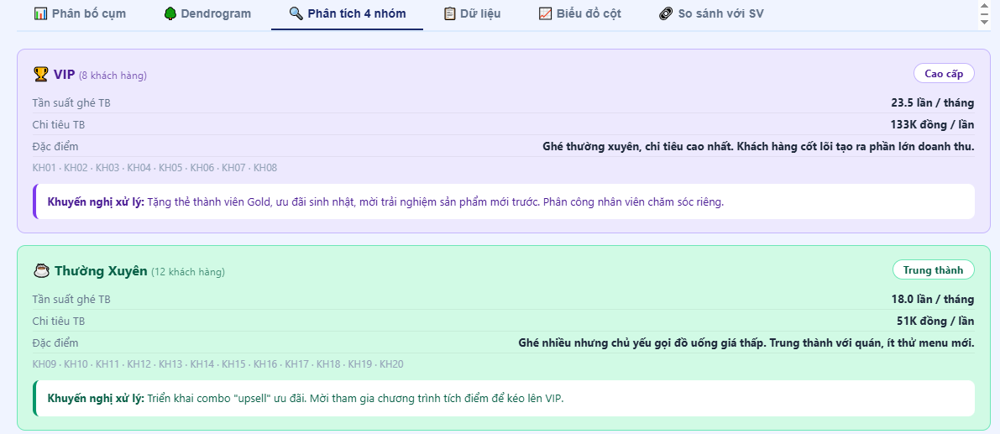 Phân bố cụm
Dendrogram
Phân tích 4 nhóm
Dữ liệu
Biểu đồ cột
So sánh với SV
VIP (8 khách hàng)
Cao cấp
Tần suất ghé TB
23.5 lần / tháng
Chi tiêu TB
133K đồng / lần
Đặc điểm
Ghé thường xuyên, chi tiêu cao nhất. Khách hàng cốt lõi tạo ra phần lớn doanh thu.
KH01 · KH02 · KH03 · KH04 · KH05 · KH06 · KH07 · KH08
Khuyến nghị xử lý: Tặng thẻ thành viên Gold, ưu đãi sinh nhật, mời trải nghiệm sản phẩm mới trước. Phân công nhân viên chăm sóc riêng.
Thường Xuyên (12 khách hàng)
Trung thành
Tần suất ghé TB
18.0 lần / tháng
Chi tiêu TB
51K đồng / lần
Đặc điểm
Ghé nhiều nhưng chủ yếu gọi đồ uống giá thấp. Trung thành với quán, ít thử menu mới.
KH09 · KH10 · KH11 · KH12 · KH13 · KH14 · KH15 · KH16 · KH17 · KH18 · KH19 · KH20
Khuyến nghị xử lý: Triển khai combo "upsell" ưu đãi. Mời tham gia chương trình tích điểm để kéo lên VIP.